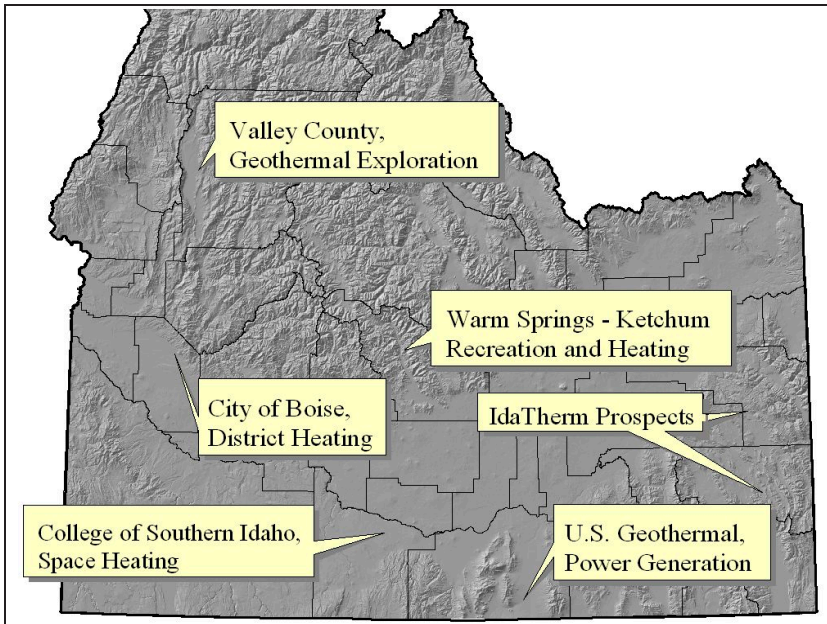 Valley County,
Geothermal Exploration
Warm Springs - Ketchum
Recreation and Heating
City of Boise,
District Heating
IdaTherm Prospects
College of Southern Idaho,
Space Heating
U.S. Geothermal,
Power Generation